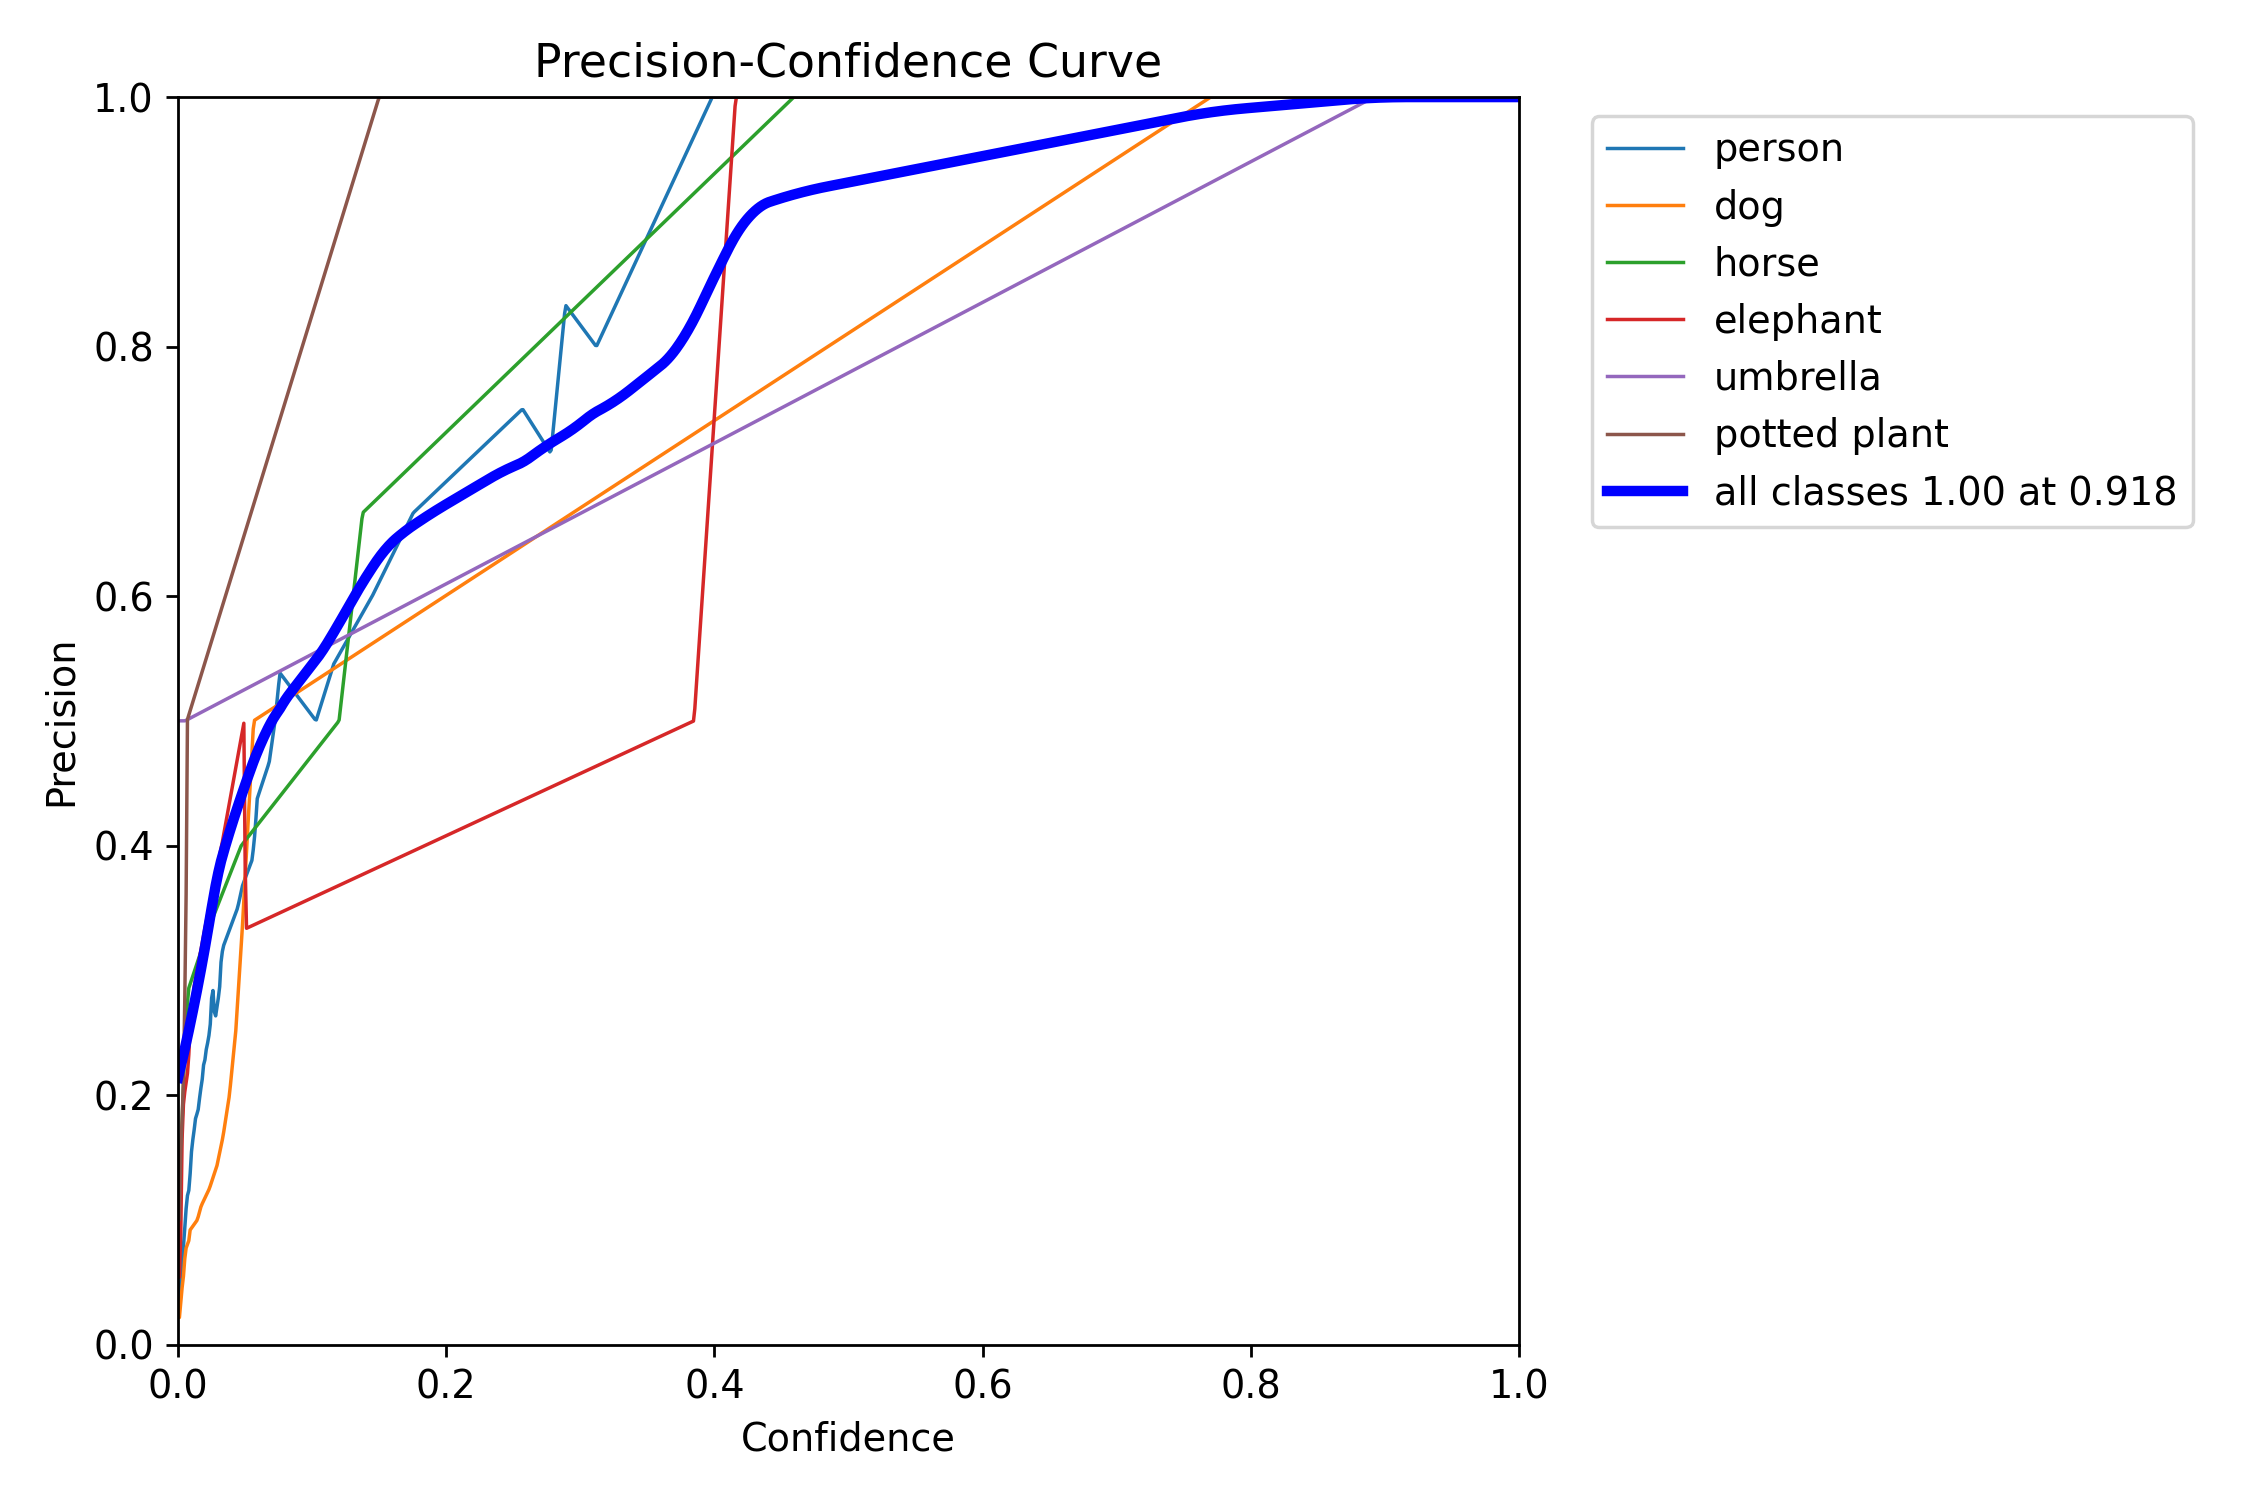 Precision-Confidence Curve
1.0
0.8
0.6
0.4
0.2
0.0
Precision
0.0 0.2 0.4 0.6 0.8 1.0
Confidence
person
dog
horse
elephant
umbrella
potted plant
all classes 1.00 at 0.918